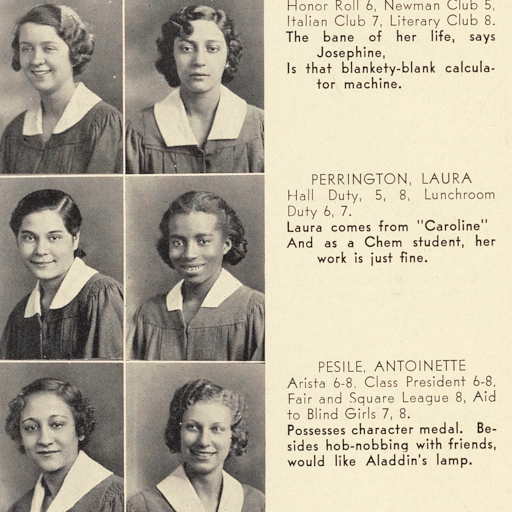 Honor Roll 6, Newman Club 5,
Italian Club 7, Literary Club 8.
The bane of her life, says
Josephine,
Is that blankety-blank calcula-
tor machine.
PERRINGTON, LAURA
Hall Duty, 5, 8, Lunchroom
Duty 6, 7.
Laura comes from "Caroline"
And as a Chem student, her
work is just fine.
PESILE, ANTOINETTE
Arista 6-8, Class President 6-8,
Fair and Square League 8, Aid
to Blind Girls 7, 8.
Possesses character medal. Be-
sides hob-nobbing with friends,
would like Aladdin's lamp.